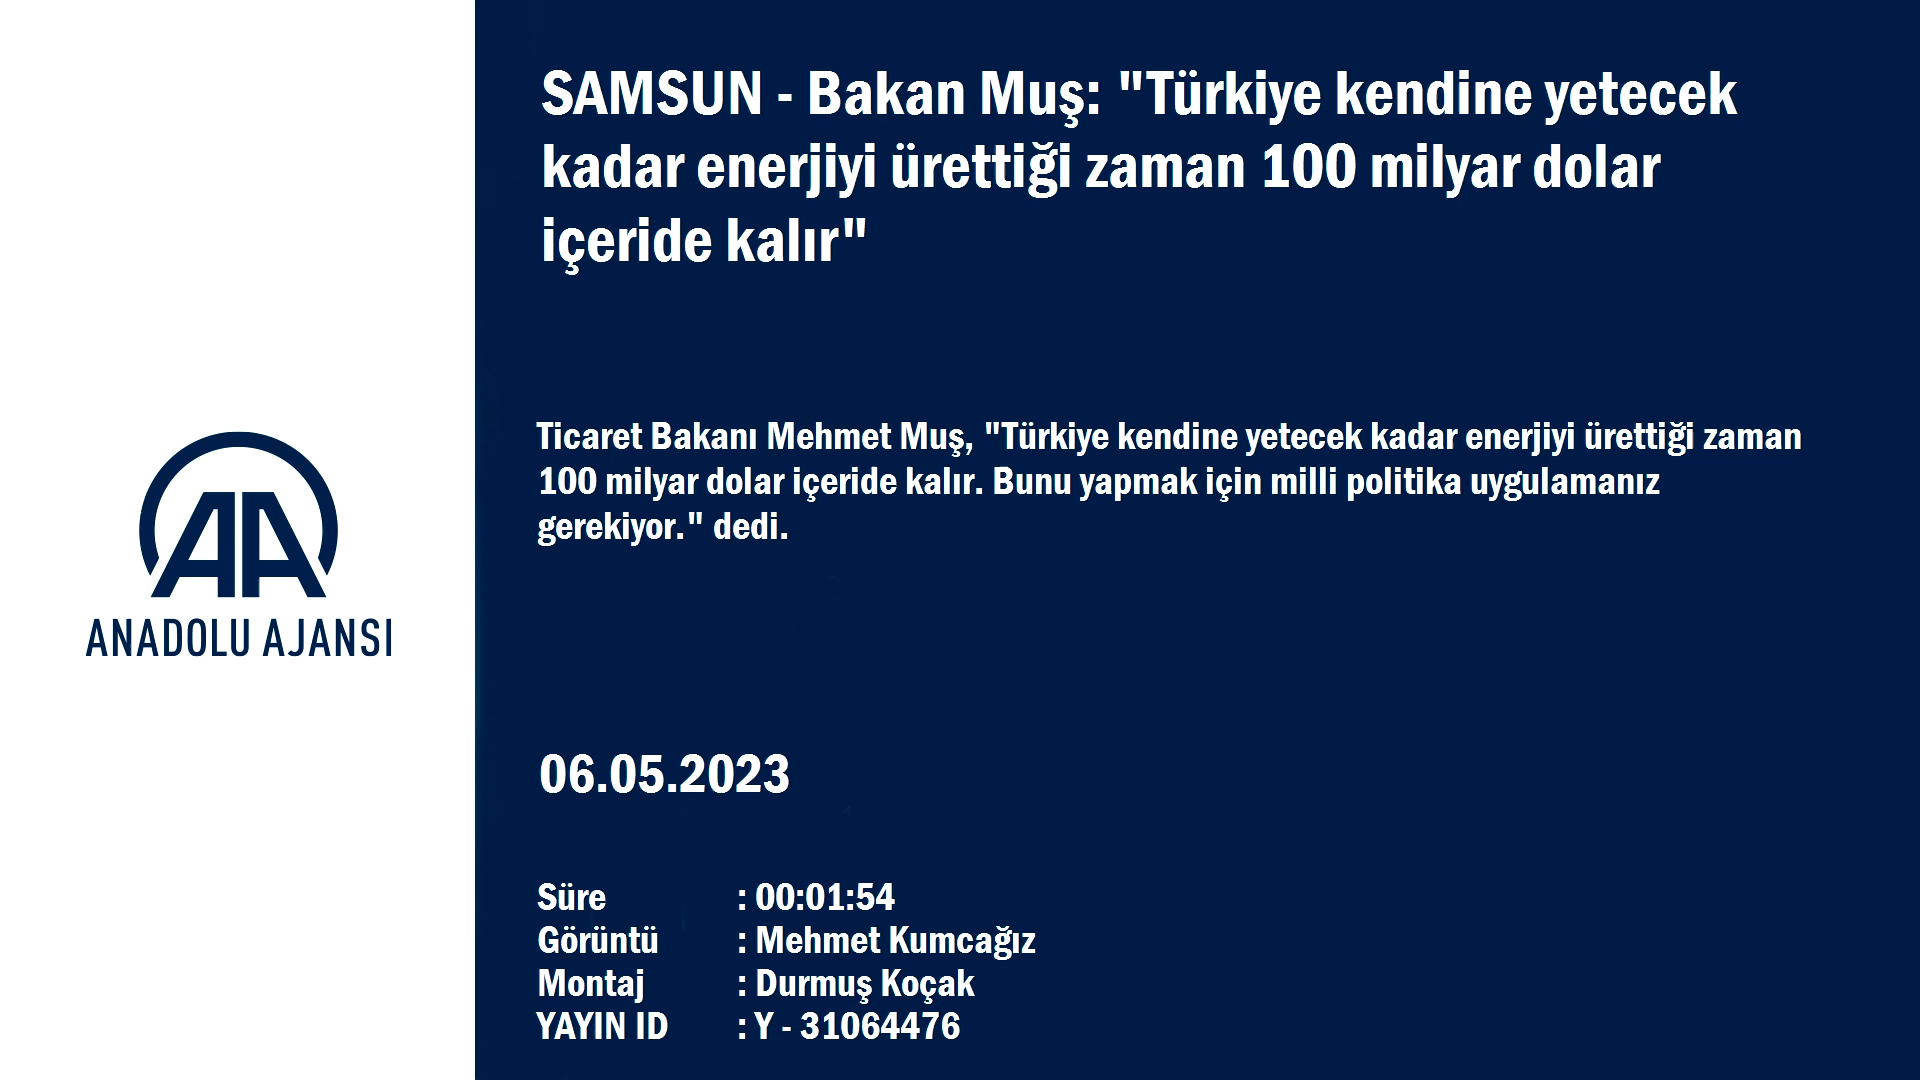 SAMSUN - Bakan Muş: "Türkiye kendine yetecek
kadar enerjiyi ürettiği zaman 100 milyar dolar
içeride kalır"
Ticaret Bakanı Mehmet Muş, "Türkiye kendine yetecek kadar enerjiyi ürettiği zaman
100 milyar dolar içeride kalır. Bunu yapmak için milli politika uygulamanız
gerekiyor." dedi.
AA
ANADOLU AJANSI
06.05.2023
Süre : 00:01:54
Görüntü : Mehmet Kumcağız
Montaj : Durmuş Koçak
YAYIN ID : Y - 31064476